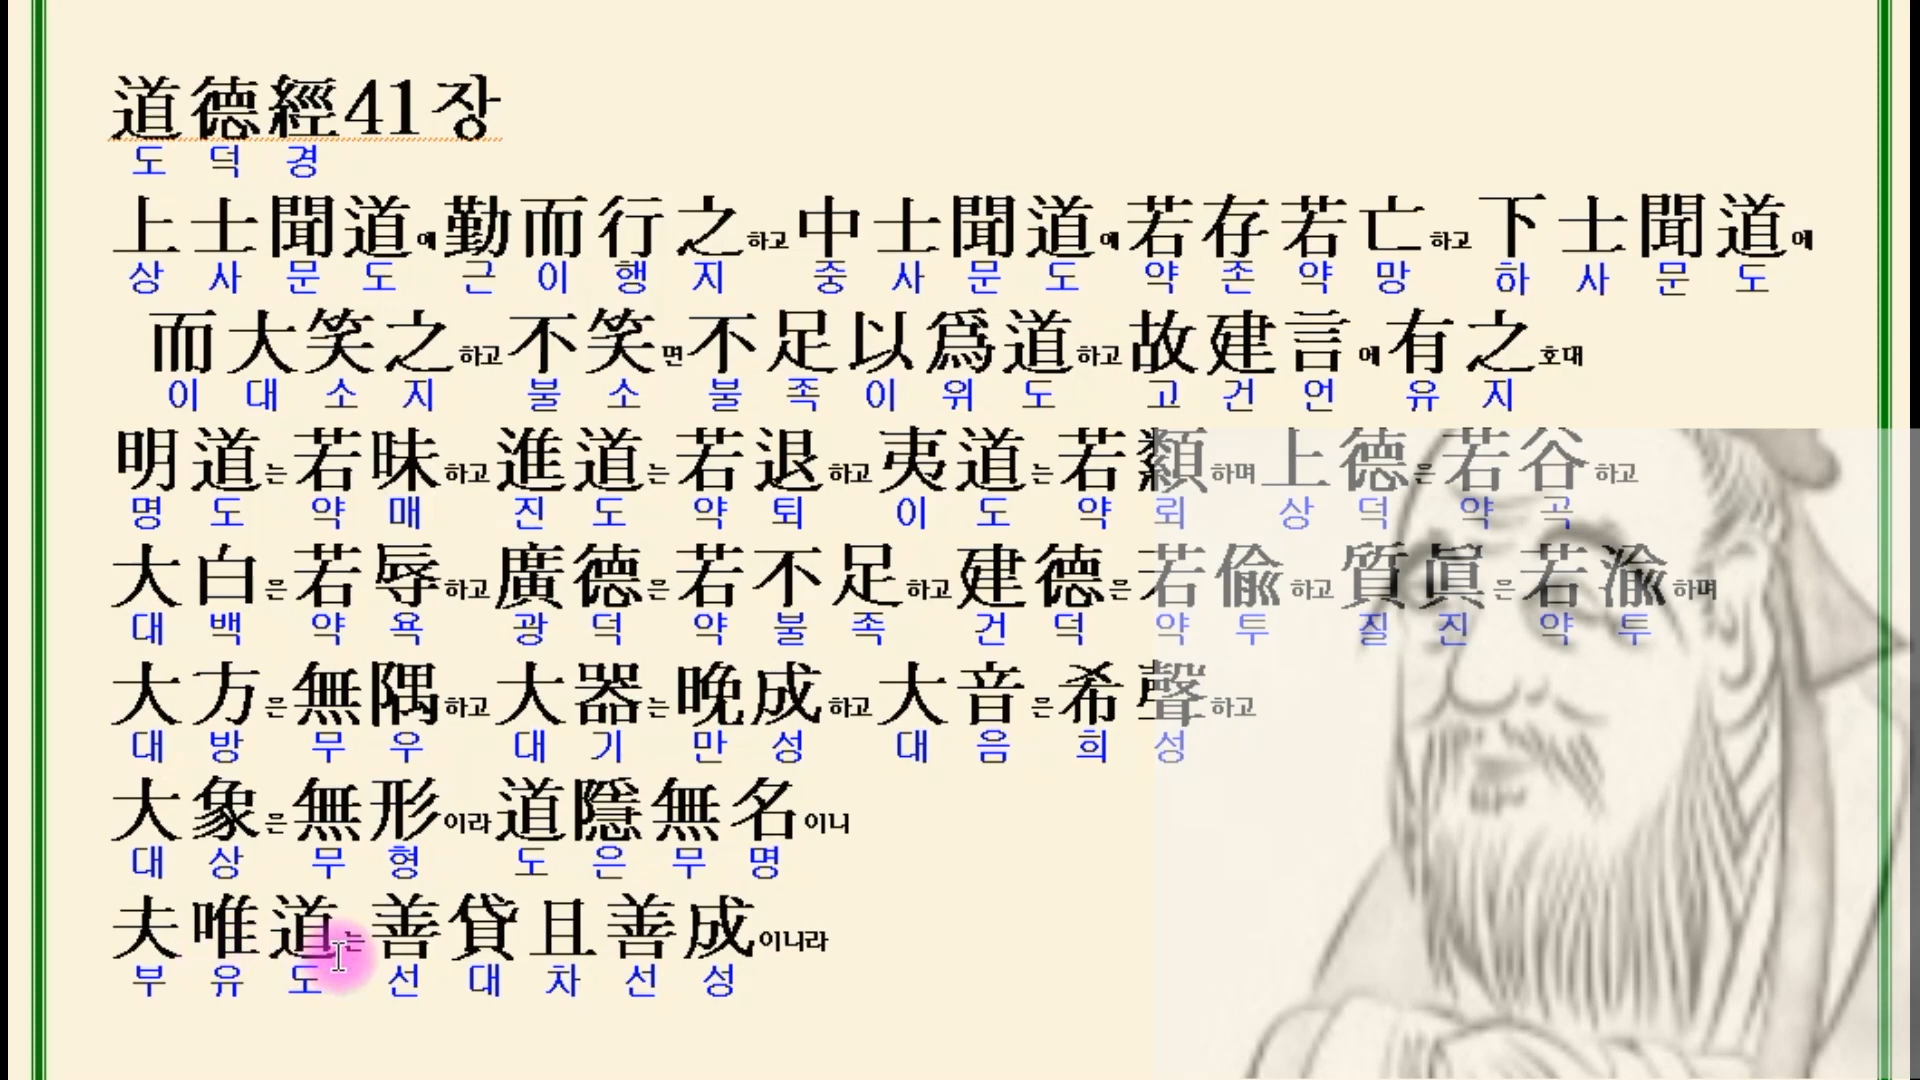 道德經41장
도 덕 경
上士聞道에勤而行之하고中士聞道에若存若亡하고下士聞道에
상 사 문 도 근 이 행 지 중 사 문 도 약 존 약 망 하 사 문 도
而大笑之하고不笑면不足以爲道하고故建言에有之호대
이 대 소 지 불 소 불 족 이 위 도 고 건 언 유 지
明道는若昧하고進道는若退하고夷道는若纇하며上德은若谷하고
명 도 약 매 진 도 약 퇴 이 도 약 뢰 상 덕 약 곡
大白은若辱하고廣德은若不足하고建德은若偸하고質眞은若渝하며
대 백 약 욕 광 덕 약 불 족 건 덕 약 투 질 진 약 투
大方은無隅하고大器는晩成하고大音은希聲하고
대 방 무 우 대 기 만 성 대 음 희 성
大象은無形이라道隱無名이니
대 상 무 형 도 은 무 명
夫唯道는善貸且善成이니라
부 유 도 선 대 차 선 성